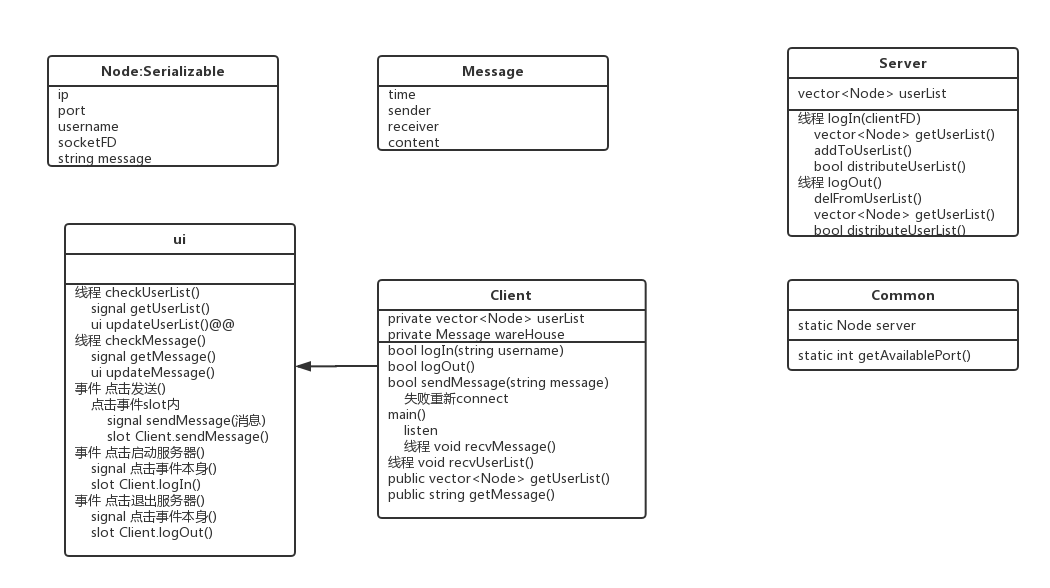 Node:Serializable
ip
port
username
socketFD
string message
Message
time
sender
receiver
content
Server
vector<Node> userList
线程 logIn(clientFD)
vector<Node> getUserList()
addToUserList()
bool distributeUserList()
线程 logOut()
delFromUserList()
vector<Node> getUserList()
bool distributeUserList()
ui
线程 checkUserList()
signal getUserList()
ui updateUserList()@@
线程 checkMessage()
signal getMessage()
ui updateMessage()
事件 点击发送()
点击事件slot内
signal sendMessage(消息)
slot Client.sendMessage()
事件 点击启动服务器()
signal 点击事件本身()
slot Client.logIn()
事件 点击退出服务器()
signal 点击事件本身()
slot Client.logOut()
Client
private vector<Node> userList
private Message wareHouse
bool logIn(string username)
bool logOut()
bool sendMessage(string message)
失败重新connect
main()
listen
线程 void recvMessage()
线程 void recvUserList()
public vector<Node> getUserList()
public string getMessage()
Common
static Node server
static int getAvailablePort()